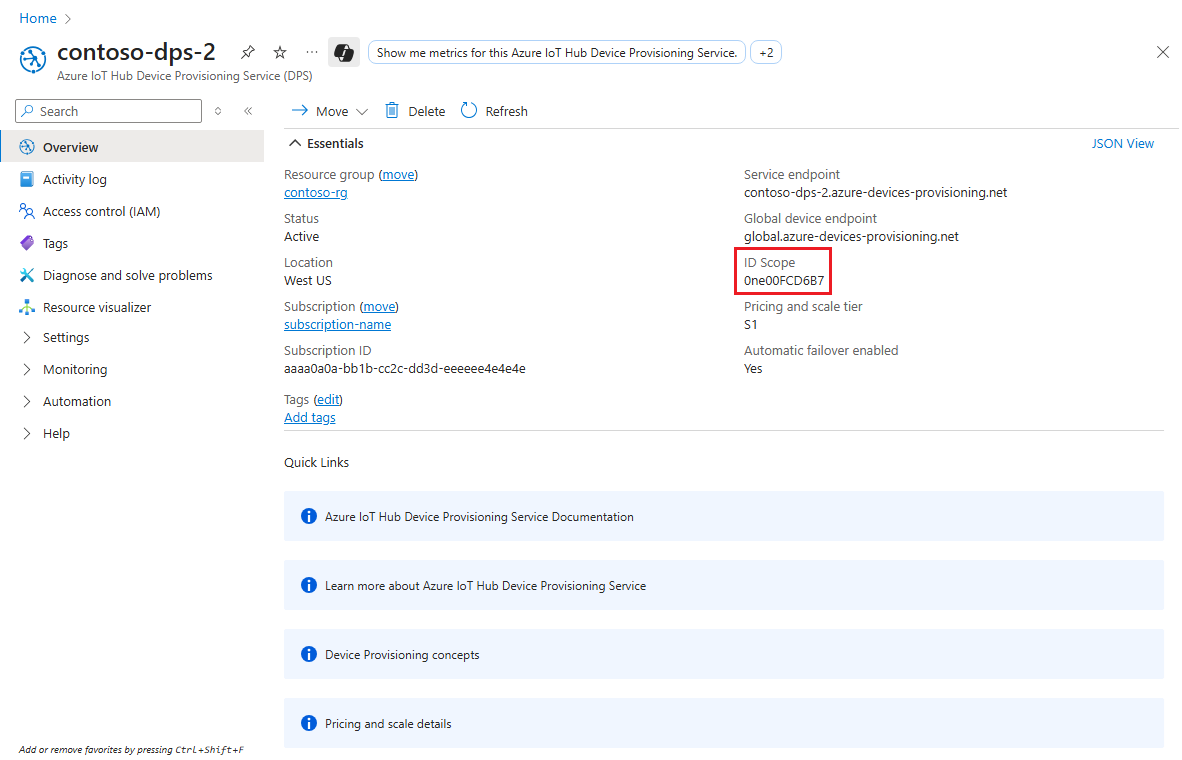 Home
contoso-dps-2
Show me metrics for this Azure IoT Hub Device Provisioning Service.
+2
Azure IoT Hub Device Provisioning Service (DPS)
Search
Move
Delete
Refresh
Overview
Activity log
Access control (IAM)
Tags
Diagnose and solve problems
Resource visualizer
Settings
Monitoring
Automation
Help
Essentials
JSON View
Resource group (move)
contoso-rg
Status
Active
Location
West US
Subscription (move)
subscription-name
Subscription ID
aaaa0a0a-bb1b-cc2c-dd3d-eeeeee4e4e4e
Tags (edit)
Add tags
Service endpoint
contoso-dps-2.azure-devices-provisioning.net
Global device endpoint
global.azure-devices-provisioning.net
ID Scope
0ne00FCD6B7
Pricing and scale tier
S1
Automatic failover enabled
Yes
Quick Links
Azure IoT Hub Device Provisioning Service Documentation
Learn more about Azure IoT Hub Device Provisioning Service
Device Provisioning concepts
Pricing and scale details
Add or remove favorites by pressing Ctrl+Shift+F